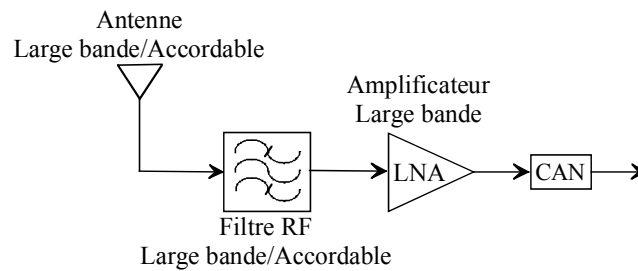 Antenne
Large bande/Accordable
Amplificateur
Large bande
LNA
CAN
Filtre RF
Large bande/Accordable